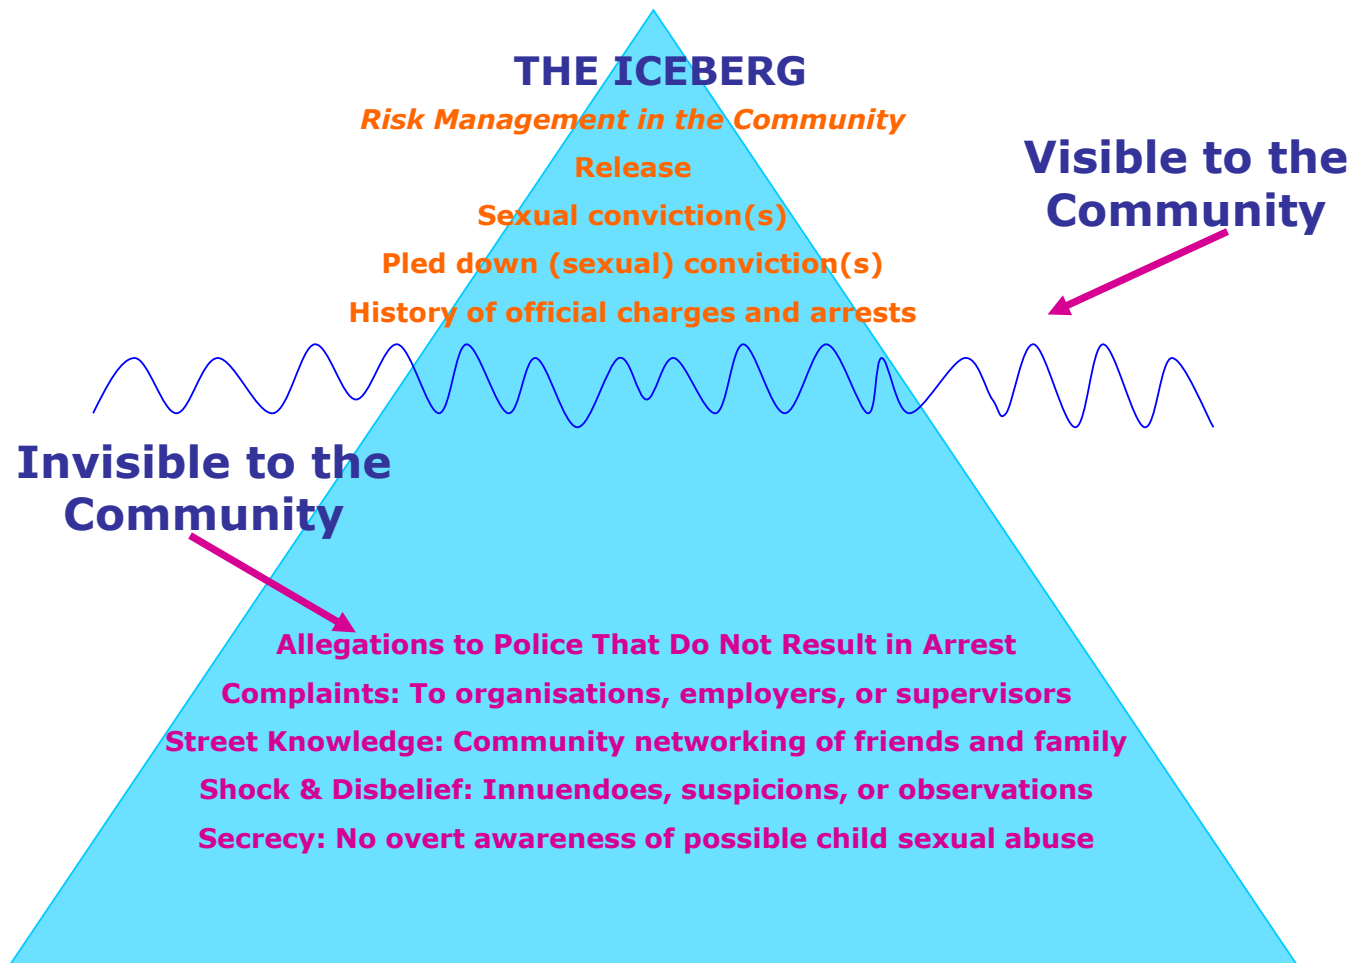 THE ICEBERG
Risk Management in the Community
Visible to the
Community
Release
Sexual conviction(s)
Pled down (sexual) conviction(s)
History of official charges and arrests
Invisible to the
Community
Allegations to Police That Do Not Result in Arrest
Complaints: To organisations, employers, or supervisors
Street Knowledge: Community networking of friends and family
Shock & Disbelief: Innuendoes, suspicions, or observations
Secrecy: No overt awareness of possible child sexual abuse